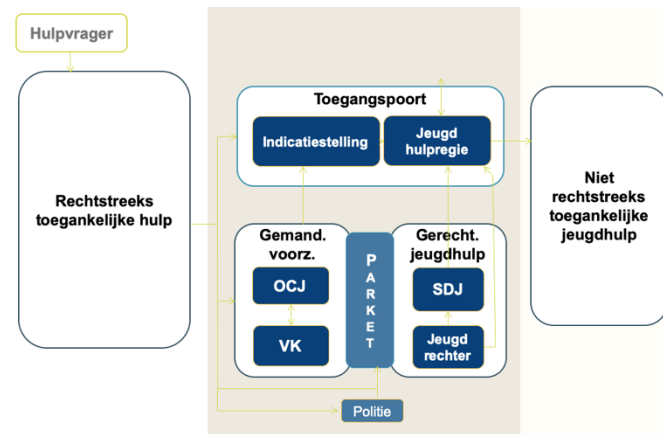 Hulpvrager
Toegangspoort
Indicatiestelling
Jeugd
hulpregie
Rechtstreeks
toegankelijke hulp
Niet
rechtstreeks
toegankelijke
jeugdhulp
Gemand.
voorz.
OCJ
VK
PARKET
Gerecht.
jeugdhulp
SDJ
Jeugd
rechter
Politie